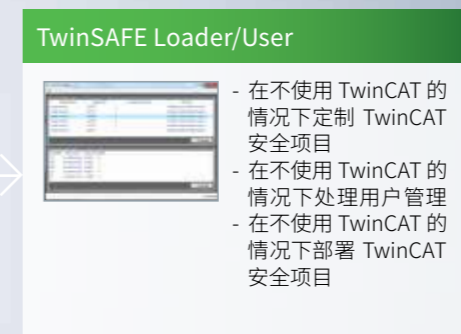 TwinSAFE Loader/User
- 在不使用 TwinCAT 的
情况下定制 TwinCAT
安全项目
- 在不使用 TwinCAT 的
情况下处理用户管理
- 在不使用 TwinCAT 的
情况下部署 TwinCAT
安全项目